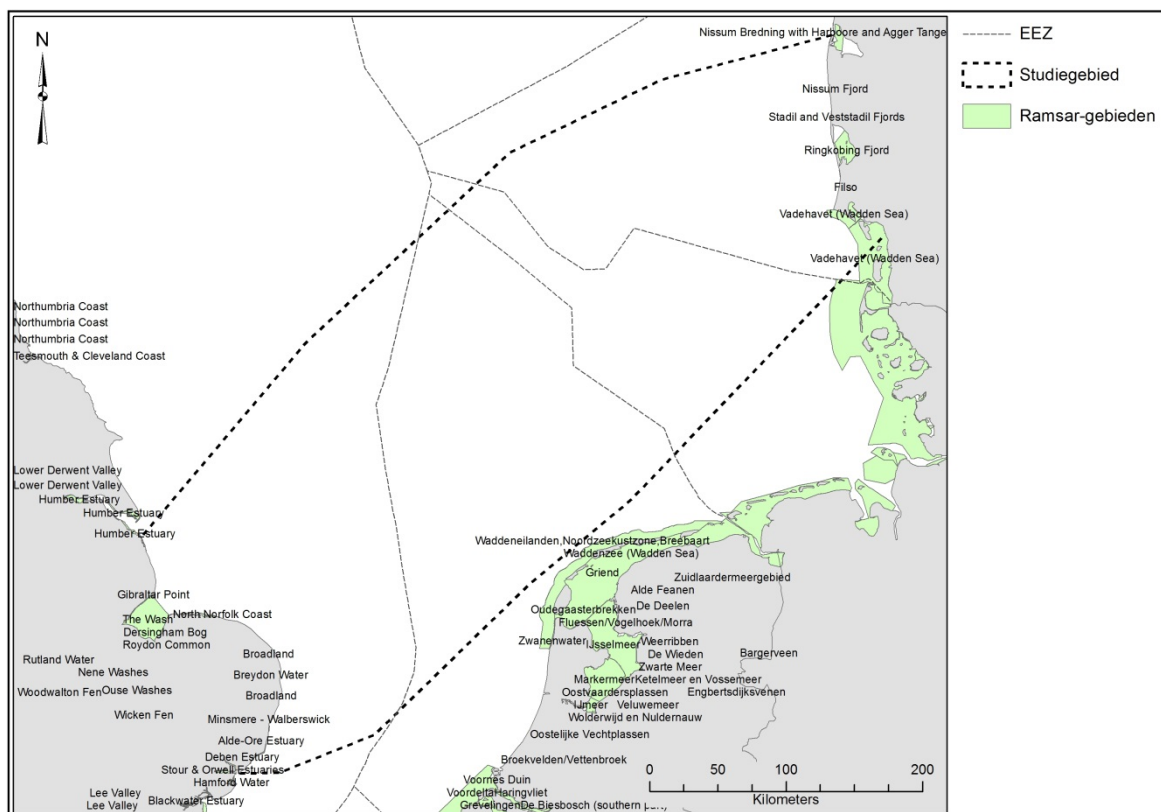 N
EEZ
Studiegebied
Ramsar-gebieden
Nissum Bredning with Harboore and Agger Tange
Nissum Fjord
Stadil and Veststadil Fjords
Ringkobing Fjord
Filso
Vadehavet (Wadden Sea)
Vadehavet (Wadden Sea)
Northumbria Coast
Northumbria Coast
Northumbria Coast
Teesmouth & Cleveland Coast
Lower Derwent Valley
Lower Derwent Valley
Humber Estuary
Humber Estuary
Humber Estuary
Waddeneilanden,Noordzeekustzone,Breebaart
Waddenzee (Wadden Sea)
Griend
Zuidlaardermeergebied
Alde Feanen
De Deelen
Oudegaasterbrekken
Fluessen/Vogelhoek/Morra
Zwanenwater
IJsselmeer
Weerribben
De Wieden
Bargerveen
Zwarte Meer
Markermeer
Ketelmeer en Vossemeer
Oostvaardersplassen
Engbertsdijksvenen
IJmeer
Veluwemeer
Wolderwijd en Nuldernauw
Oostelijke Vechtplassen
Broekvelden/Vettenbroek
Voornes Duin
Voordelta
Haringvliet
Grevelingen
De Biesbosch (southern part)
Gibraltar Point
The Wash
North Norfolk Coast
Dersingham Bog
Roydon Common
Rutland Water
Nene Washes
Broadland
Breydon Water
Woodwalton Fen
Ouse Washes
Broadland
Wicken Fen
Minsmere - Walberswick
Alde-Ore Estuary
Deben Estuary
Stour & Orwell Estuaries
Hamford Water
Lee Valley
Lee Valley
Blackwater Estuary
0 50 100 200
Kilometers